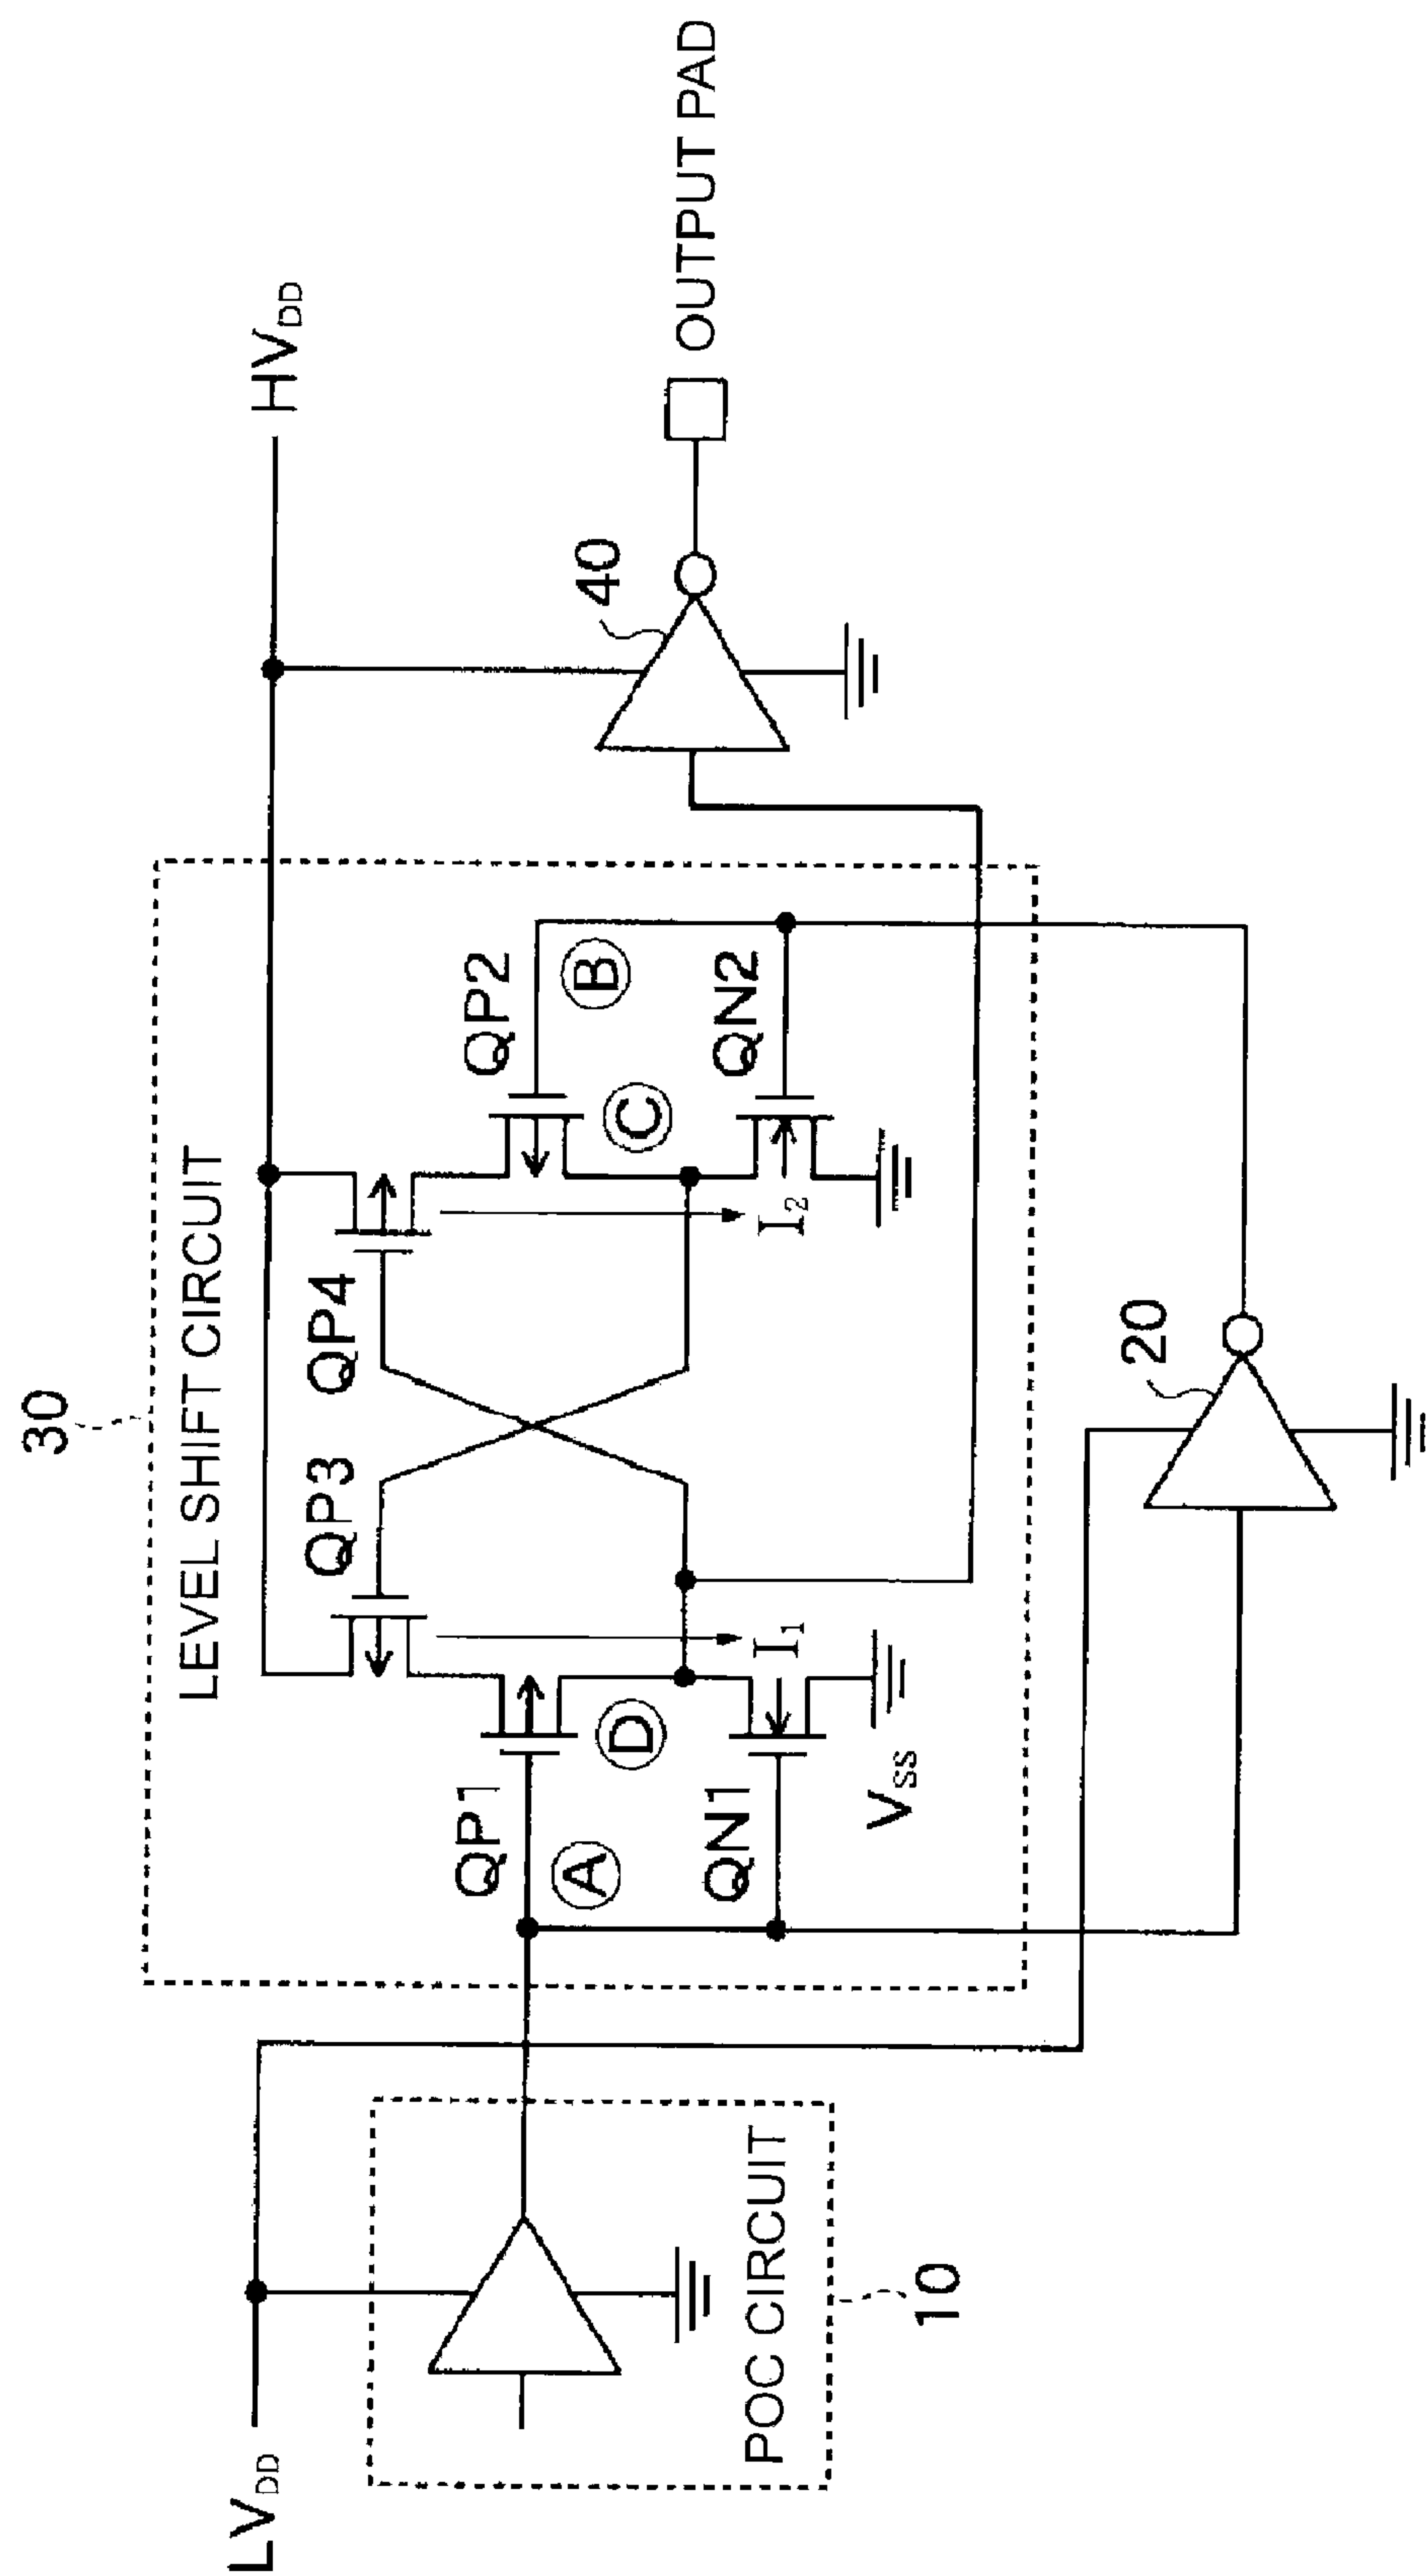 30
LEVEL SHIFT CIRCUIT
HV_DD
LV_DD
QP3
QP4
40
OUTPUT PAD
QP1
QP2
A
B
D
C
QN1
QN2
I_1
I_2
V_SS
POC CIRCUIT
10
20